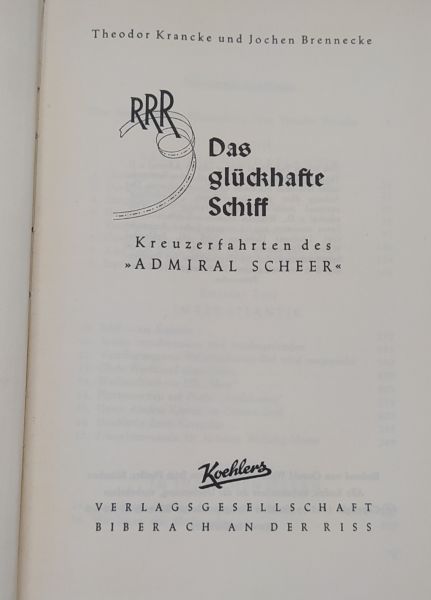 Theodor Krancke und Jochen Brennecke
RRR
Das
glückhafte
Schiff
Kreuzerfahrten des
»ADMIRAL SCHEER«
Koehlers
VERLAGSGESELLSCHAFT
BIBERACH AN DER RISS